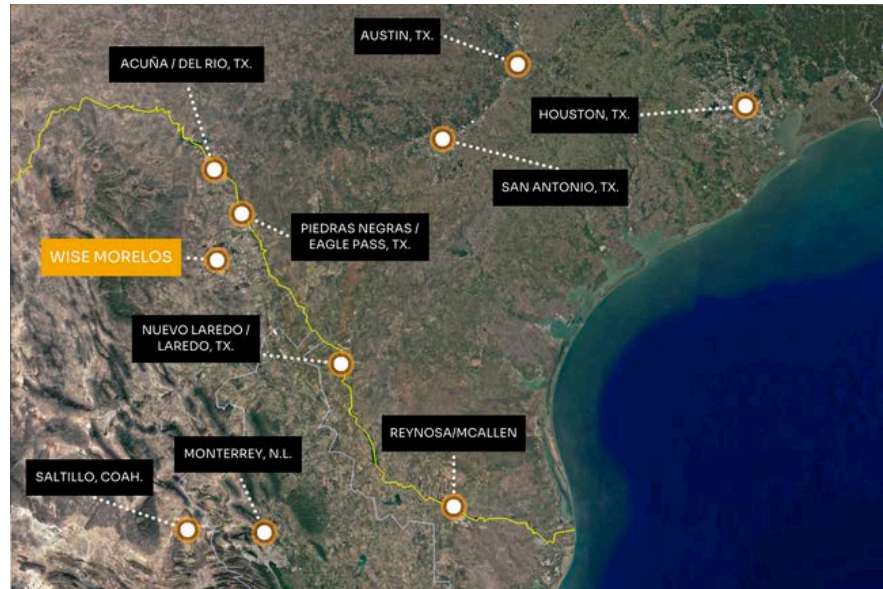 AUSTIN, TX.
ACUÑA / DEL RIO, TX.
HOUSTON, TX.
SAN ANTONIO, TX.
PIEDRAS NEGRAS /
EAGLE PASS, TX.
WISE MORELOS
NUEVO LAREDO /
LAREDO, TX.
REYNOSA/MCALLEN
MONTERREY, N.L.
SALTILLO, COAH.